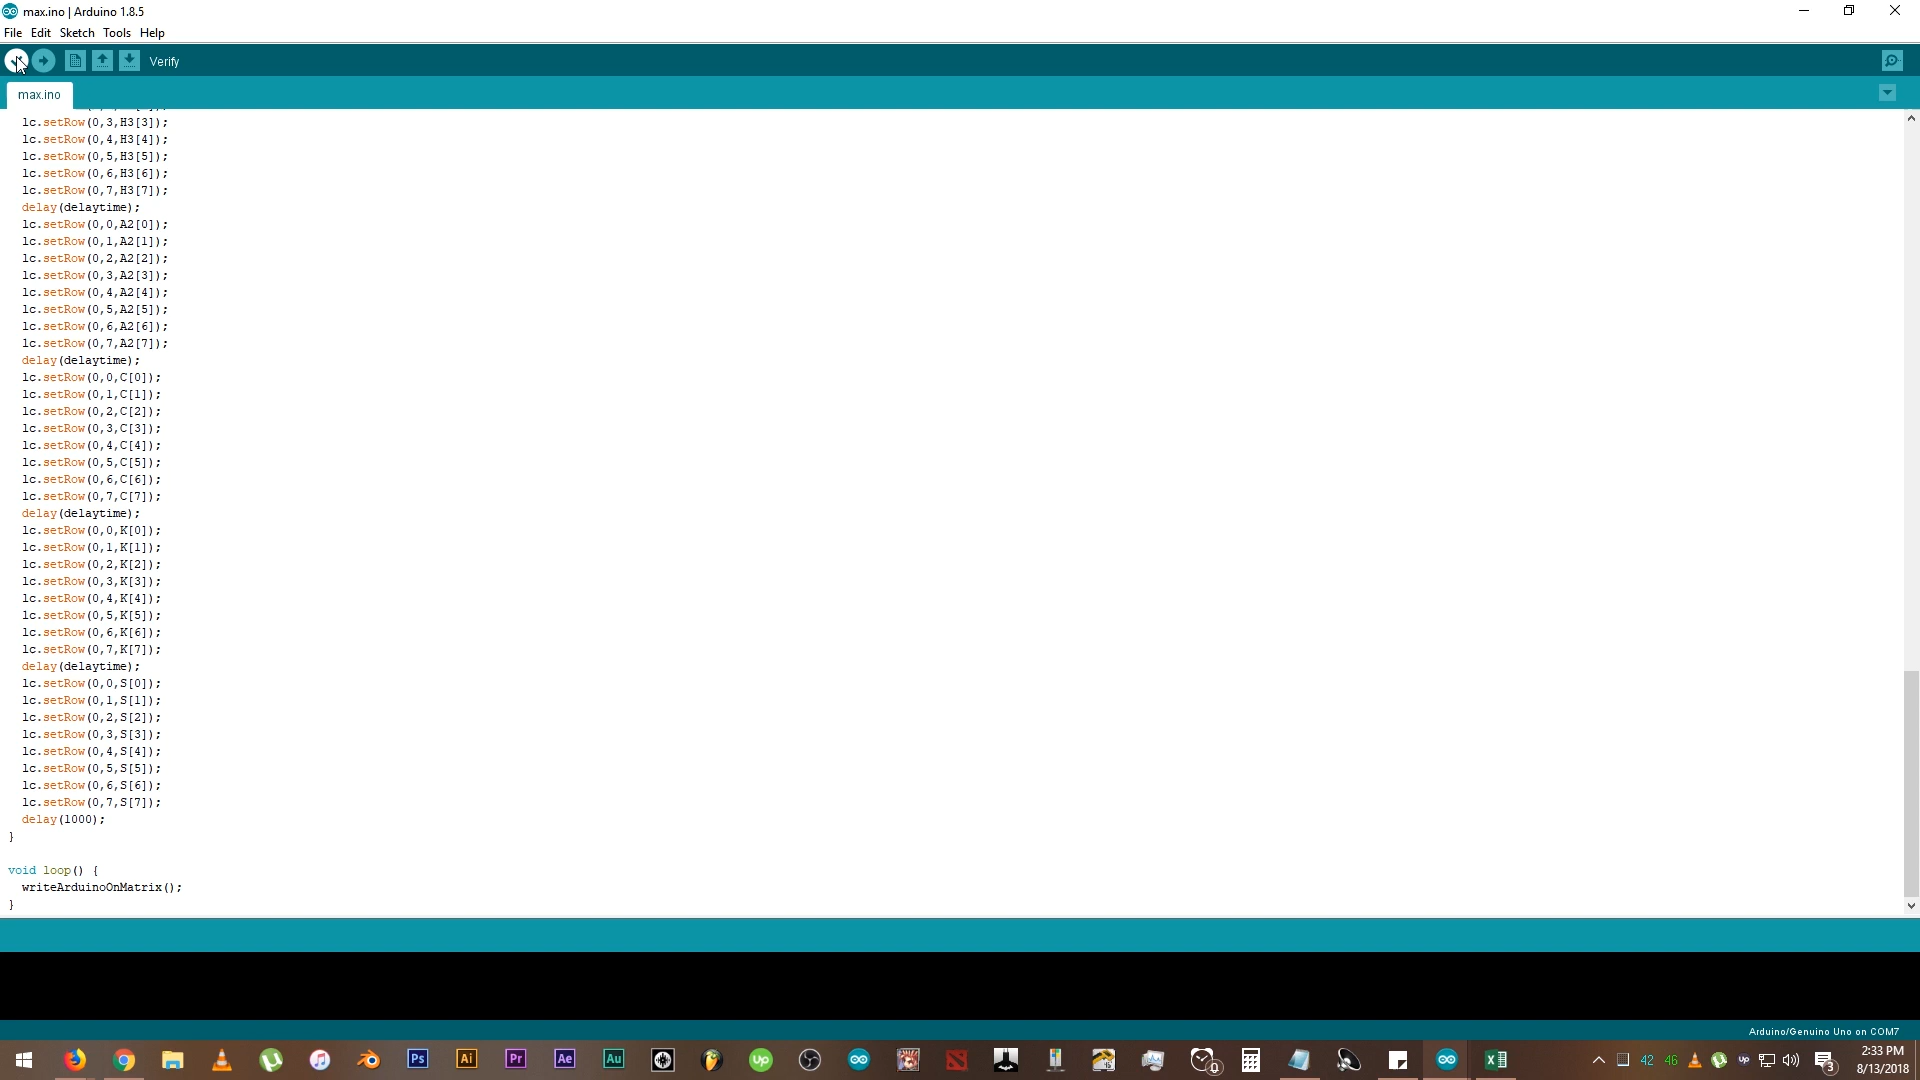 max.ino | Arduino 1.8.5
File Edit Sketch Tools Help
Verify
max.ino
lc.setRow(0,3,H3[3]);
lc.setRow(0,4,H3[4]);
lc.setRow(0,5,H3[5]);
lc.setRow(0,6,H3[6]);
lc.setRow(0,7,H3[7]);
delay(delaytime);
lc.setRow(0,0,A2[0]);
lc.setRow(0,1,A2[1]);
lc.setRow(0,2,A2[2]);
lc.setRow(0,3,A2[3]);
lc.setRow(0,4,A2[4]);
lc.setRow(0,5,A2[5]);
lc.setRow(0,6,A2[6]);
lc.setRow(0,7,A2[7]);
delay(delaytime);
lc.setRow(0,0,C[0]);
lc.setRow(0,1,C[1]);
lc.setRow(0,2,C[2]);
lc.setRow(0,3,C[3]);
lc.setRow(0,4,C[4]);
lc.setRow(0,5,C[5]);
lc.setRow(0,6,C[6]);
lc.setRow(0,7,C[7]);
delay(delaytime);
lc.setRow(0,0,K[0]);
lc.setRow(0,1,K[1]);
lc.setRow(0,2,K[2]);
lc.setRow(0,3,K[3]);
lc.setRow(0,4,K[4]);
lc.setRow(0,5,K[5]);
lc.setRow(0,6,K[6]);
lc.setRow(0,7,K[7]);
delay(delaytime);
lc.setRow(0,0,S[0]);
lc.setRow(0,1,S[1]);
lc.setRow(0,2,S[2]);
lc.setRow(0,3,S[3]);
lc.setRow(0,4,S[4]);
lc.setRow(0,5,S[5]);
lc.setRow(0,6,S[6]);
lc.setRow(0,7,S[7]);
delay(1000);
}
void loop() {
writeArduinoOnMatrix();
}
Arduino/Genuino Uno on COM7
Ps Ai Pr Ae Au up 0 42 46 up 3
2:33 PM
8/13/2018